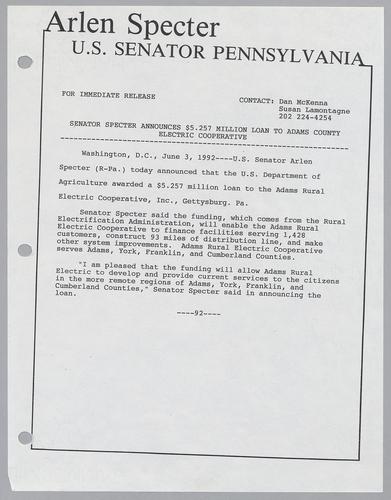 Arlen Specter
U.S. SENATOR PENNSYLVANIA
FOR IMMEDIATE RELEASE
CONTACT: Dan McKenna
Susan Lamontagne
202 224-4254
SENATOR SPECTER ANNOUNCES $5.257 MILLION LOAN TO ADAMS COUNTY
ELECTRIC COOPERATIVE
Washington, D.C., June 3, 1992----U.S. Senator Arlen
Specter (R-Pa.) today announced that the U.S. Department of
Agriculture awarded a $5.257 million loan to the Adams Rural
Electric Cooperative, Inc., Gettysburg. Pa.
Senator Specter said the funding, which comes from the Rural
Electrification Administration, will enable the Adams Rural
Electric Cooperative to finance facilities serving 1,428
customers, construct 93 miles of distribution line, and make
other system improvements. Adams Rural Electric Cooperative
serves Adams, York, Franklin, and Cumberland Counties.
"I am pleased that the funding will allow Adams Rural
Electric to develop and provide current services to the citizens
in the more remote regions of Adams, York, Franklin, and
Cumberland Counties," Senator Specter said in announcing the
loan.
----92----